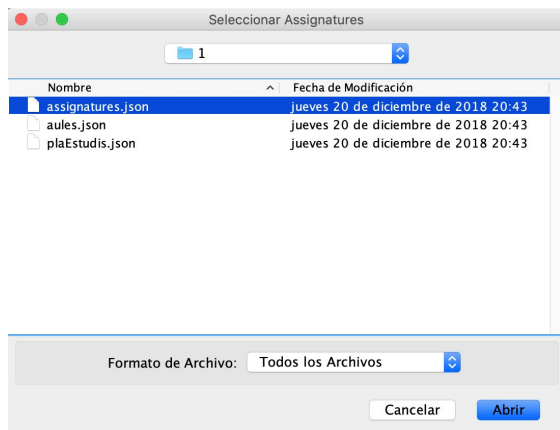 Seleccionar Assignatures
1
Nombre Fecha de Modificación
assignatures.json jueves 20 de diciembre de 2018 20:43
aules.json jueves 20 de diciembre de 2018 20:43
plaEstudis.json jueves 20 de diciembre de 2018 20:43
Formato de Archivo: Todos los Archivos
Cancelar Abrir